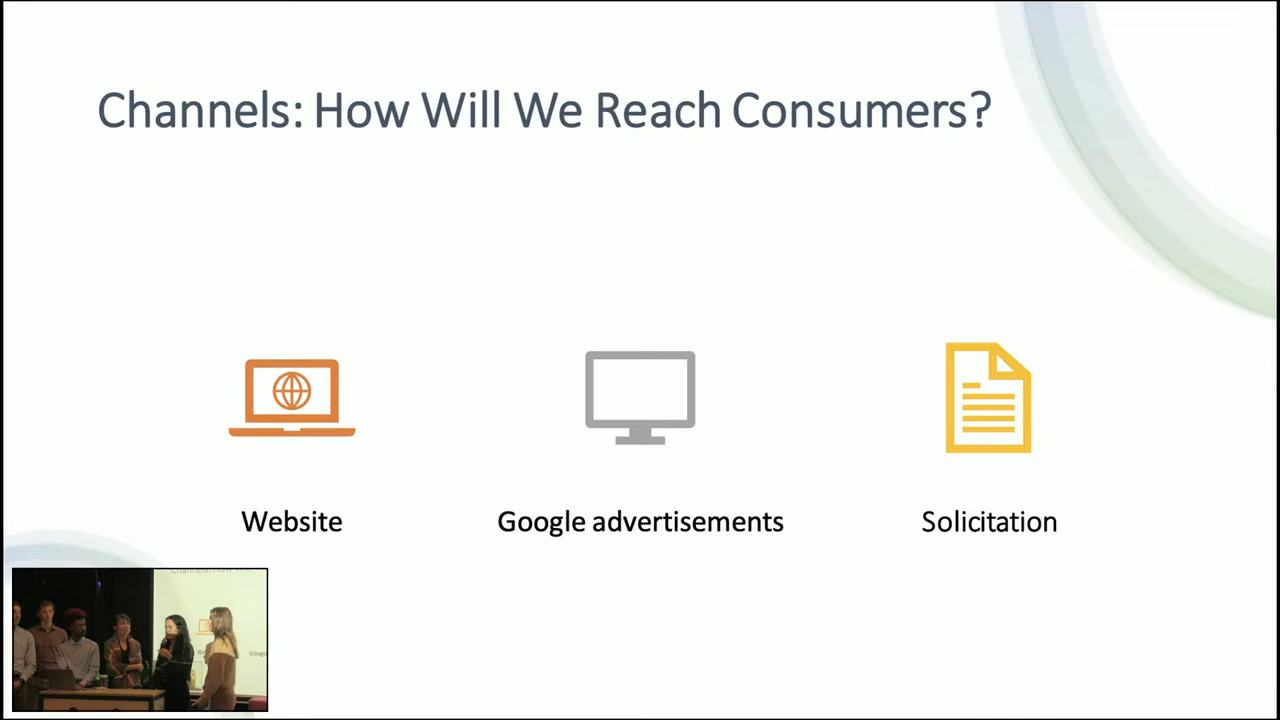 Channels: How Will We Reach Consumers?
Website
Google advertisements
Solicitation